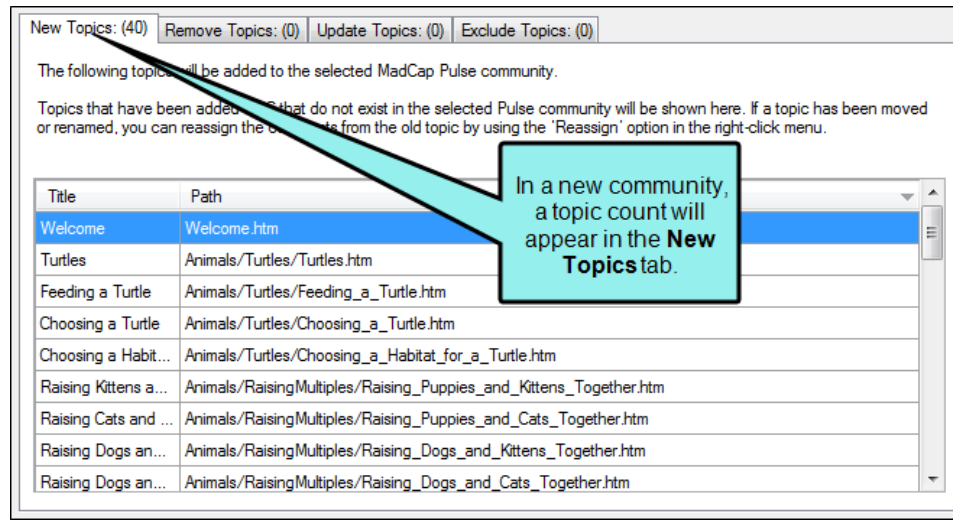 New Topics: (40) Remove Topics: (0) Update Topics: (0) Exclude Topics: (0)
The following topics will be added to the selected MadCap Pulse community.
Topics that have been added that do not exist in the selected Pulse community will be shown here. If a topic has been moved
or renamed, you can reassign the from the old topic by using the 'Reassign' option in the right-click menu.
In a new community,
a topic count will
appear in the New
Topics tab.
Title Path
Welcome Welcome.htm
Turtles Animals/Turtles/Turtles.htm
Feeding a Turtle Animals/Turtles/Feeding_a_Turtle.htm
Choosing a Turtle Animals/Turtles/Choosing_a_Turtle.htm
Choosing a Habit... Animals/Turtles/Choosing_a_Habitat_for_a_Turtle.htm
Raising Kittens a... Animals/RaisingMultiples/Raising_Puppies_and_Kittens_Together.htm
Raising Cats and ... Animals/RaisingMultiples/Raising_Puppies_and_Cats_Together.htm
Raising Dogs an... Animals/RaisingMultiples/Raising_Dogs_and_Kittens_Together.htm
Raising Dogs an... Animals/RaisingMultiples/Raising_Dogs_and_Cats_Together.htm